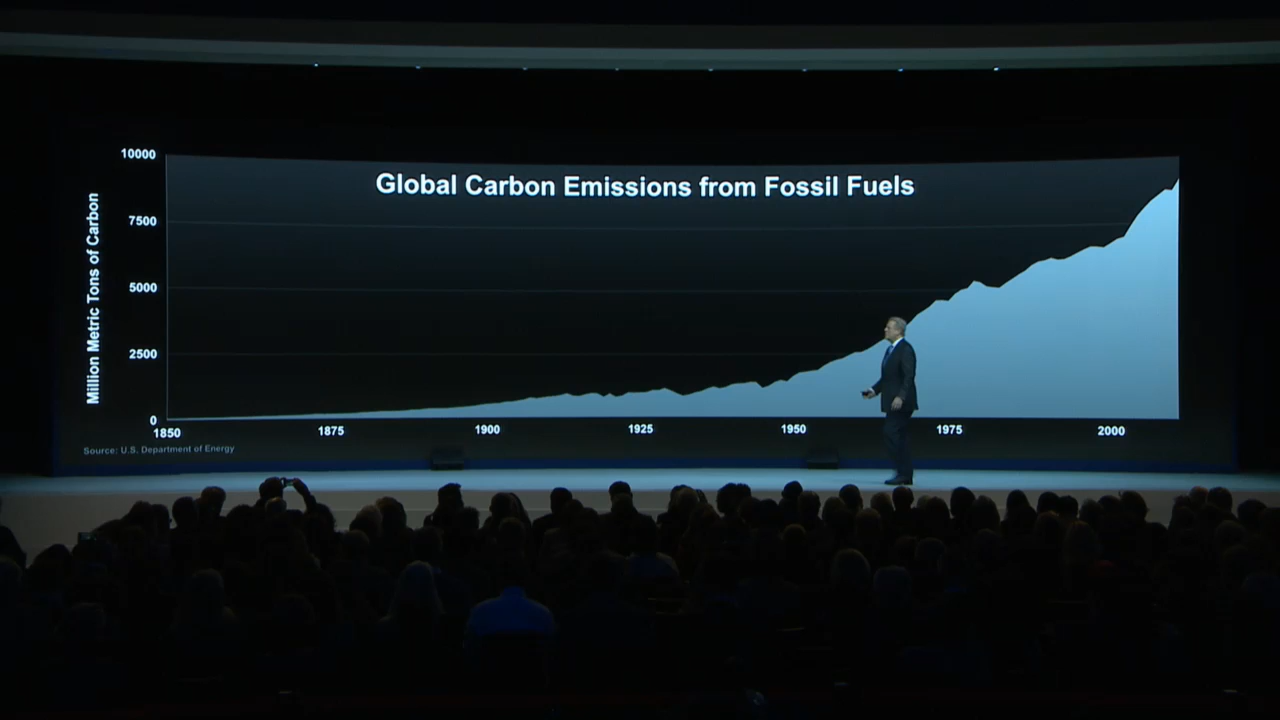 Global Carbon Emissions from Fossil Fuels
Million Metric Tons of Carbon
10000
7500
5000
2500
0
1850 1875 1900 1925 1950 1975 2000
Source: U.S. Department of Energy